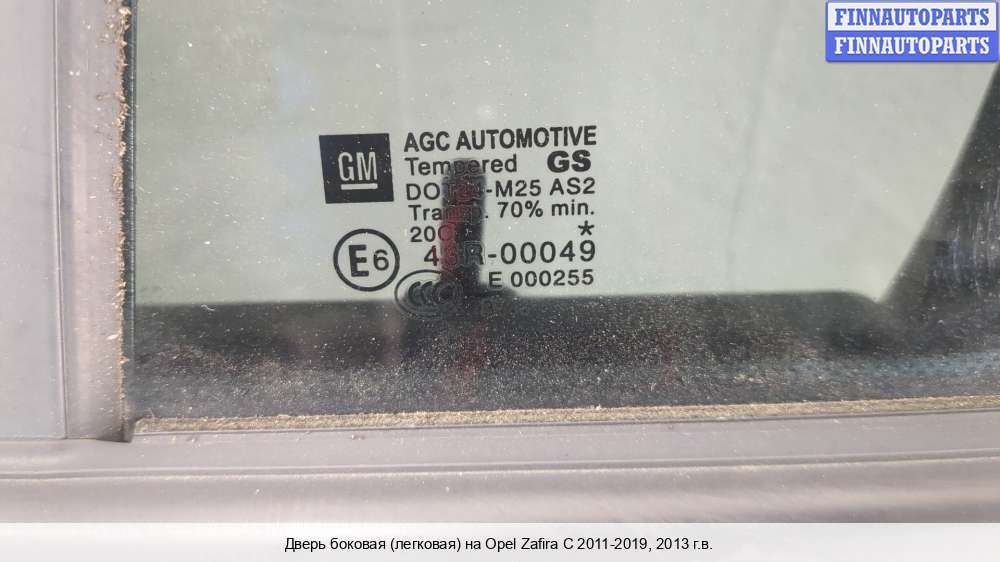 FINNAUTOPARTS
FINNAUTOPARTS
GM
AGC AUTOMOTIVE
Tempered GS
M25 AS2
70% min.
*
E6
R-00049
CCC
E 000255
Дверь боковая (легковая) на Opel Zafira C 2011-2019, 2013 г.в.